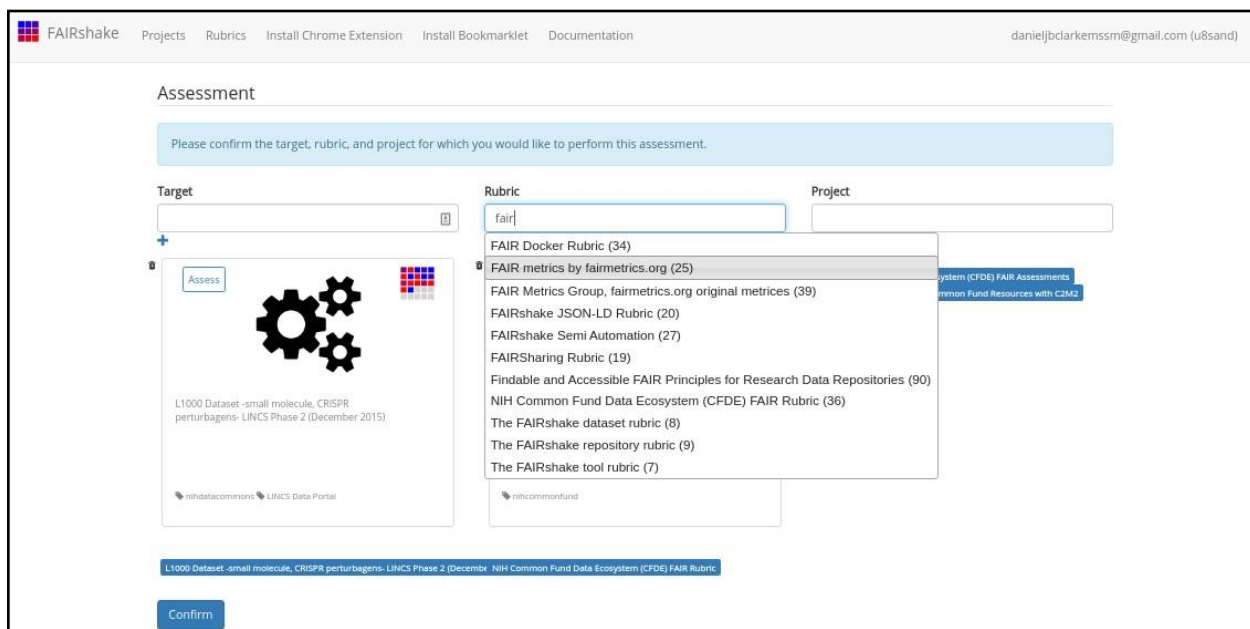 FAIRshake Projects Rubrics Install Chrome Extension Install Bookmarklet Documentation danieljbclarkemssm@gmail.com (u8sand)
Assessment
Please confirm the target, rubric, and project for which you would like to perform this assessment.
Target Rubric Project
fair
FAIR Docker Rubric (34)
FAIR metrics by fairmetrics.org (25)
FAIR Metrics Group, fairmetrics.org original metrices (39)
FAIRshake JSON-LD Rubric (20)
FAIRshake Semi Automation (27)
FAIRSharing Rubric (19)
Findable and Accessible FAIR Principles for Research Data Repositories (90)
NIH Common Fund Data Ecosystem (CFDE) FAIR Rubric (36)
The FAIRshake dataset rubric (8)
The FAIRshake repository rubric (9)
The FAIRshake tool rubric (7)
Assess
L1000 Dataset -small molecule, CRISPR
perturbagens- LINCS Phase 2 (December 2015)
nihdatacommons LINCS Data Portal
nihcommonfund
(CFDE) FAIR Assessments
Fund Resources with C2M2
L1000 Dataset -small molecule, CRISPR perturbagens- LINCS Phase 2 (Decembe NIH Common Fund Data Ecosystem (CFDE) FAIR Rubric
Confirm